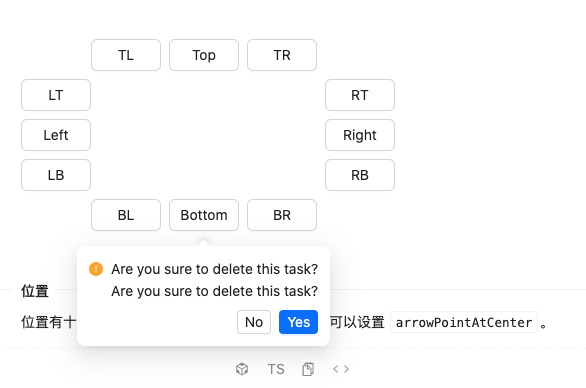 TL Top TR
LT RT
Left Right
LB RB
BL Bottom BR
Are you sure to delete this task?
Are you sure to delete this task?
No Yes
位置
位置有十 可以设置 arrowPointAtCenter 。
TS